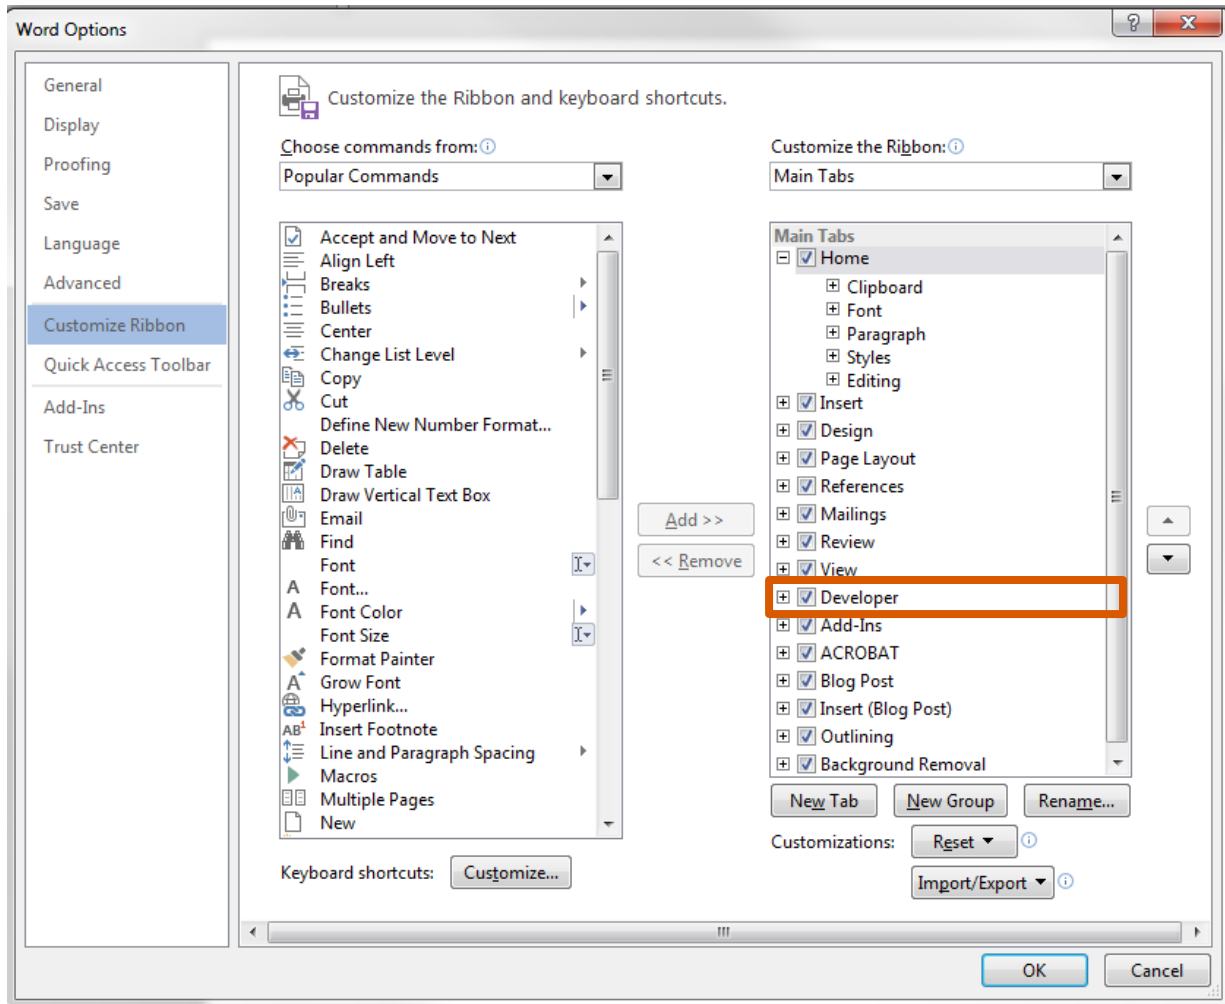 Word Options
General
Display
Proofing
Save
Language
Advanced
Customize Ribbon
Quick Access Toolbar
Add-Ins
Trust Center
Customize the Ribbon and keyboard shortcuts.
Choose commands from:
Popular Commands
Accept and Move to Next
Align Left
Breaks
Bullets
Center
Change List Level
Copy
Cut
Define New Number Format...
Delete
Draw Table
Draw Vertical Text Box
Email
Find
Font
Font...
Font Color
Font Size
Format Painter
Grow Font
Hyperlink...
Insert Footnote
Line and Paragraph Spacing
Macros
Multiple Pages
New
Keyboard shortcuts: Customize...
Add >>
<< Remove
Customize the Ribbon:
Main Tabs
Main Tabs
Home
Clipboard
Font
Paragraph
Styles
Editing
Insert
Design
Page Layout
References
Mailings
Review
View
Developer
Add-Ins
ACROBAT
Blog Post
Insert (Blog Post)
Outlining
Background Removal
New Tab New Group Rename...
Customizations: Reset
Import/Export
OK Cancel